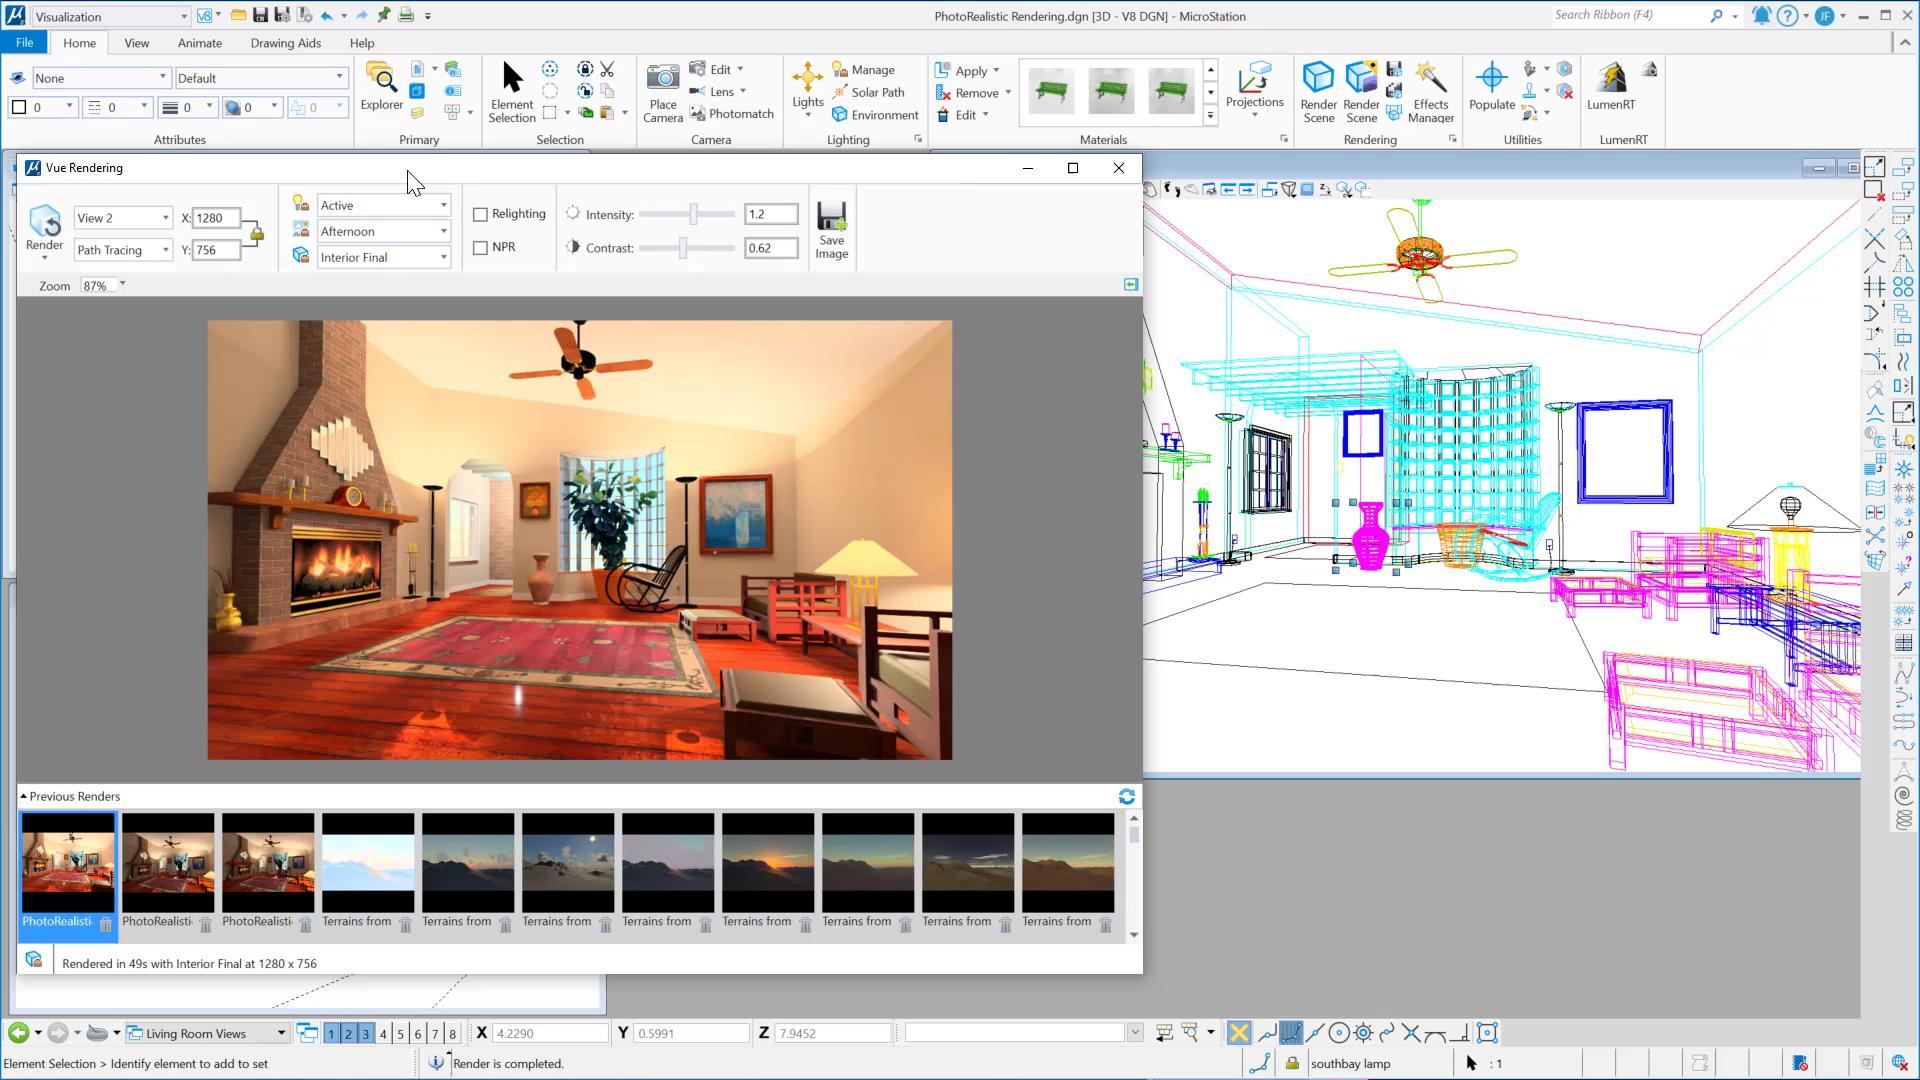 Visualization
V8
PhotoRealistic Rendering.dgn [3D - V8 DGN] - MicroStation
Search Ribbon (F4)
JF
File
Home
View
Animate
Drawing Aids
Help
None
Default
0
0
0
0
0
Attributes
Explorer
Primary
Element
Selection
Selection
Place
Camera
Edit
Lens
Photomatch
Camera
Lights
Manage
Solar Path
Environment
Lighting
Apply
Remove
Edit
Materials
Projections
Render
Scene
Render
Scene
Effects
Manager
Rendering
Populate
Utilities
LumenRT
LumenRT
Vue Rendering
Render
View 2
Path Tracing
X: 1280
Y: 756
Active
Afternoon
Interior Final
Relighting
NPR
Intensity: 1.2
Contrast: 0.62
Save
Image
Zoom 87%
Previous Renders
PhotoRealisti
PhotoRealisti
PhotoRealisti
Terrains from
Terrains from
Terrains from
Terrains from
Terrains from
Terrains from
Terrains from
Terrains from
Rendered in 49s with Interior Final at 1280 x 756
Living Room Views
1 2 3 4 5 6 7 8
X 4.2290
Y 0.5991
Z 7.9452
Element Selection > Identify element to add to set
Render is completed.
southbay lamp
: 1